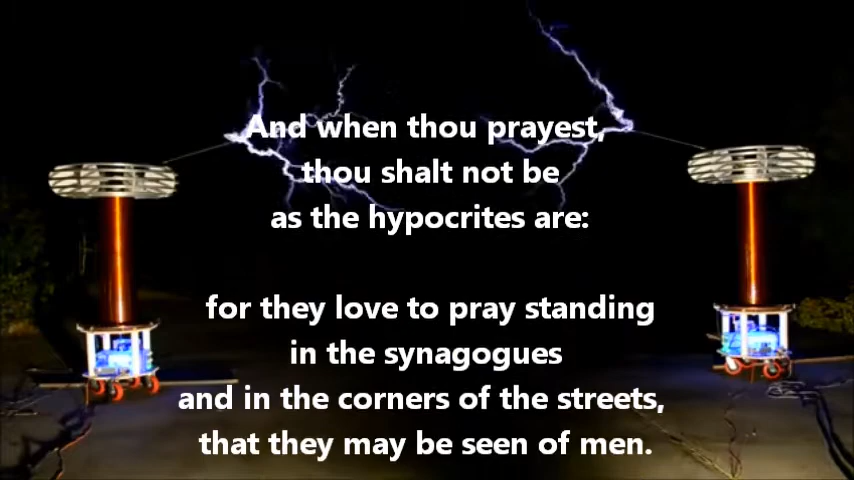 And when thou prayest,
thou shalt not be
as the hypocrites are:
for they love to pray standing
in the synagogues
and in the corners of the streets,
that they may be seen of men.